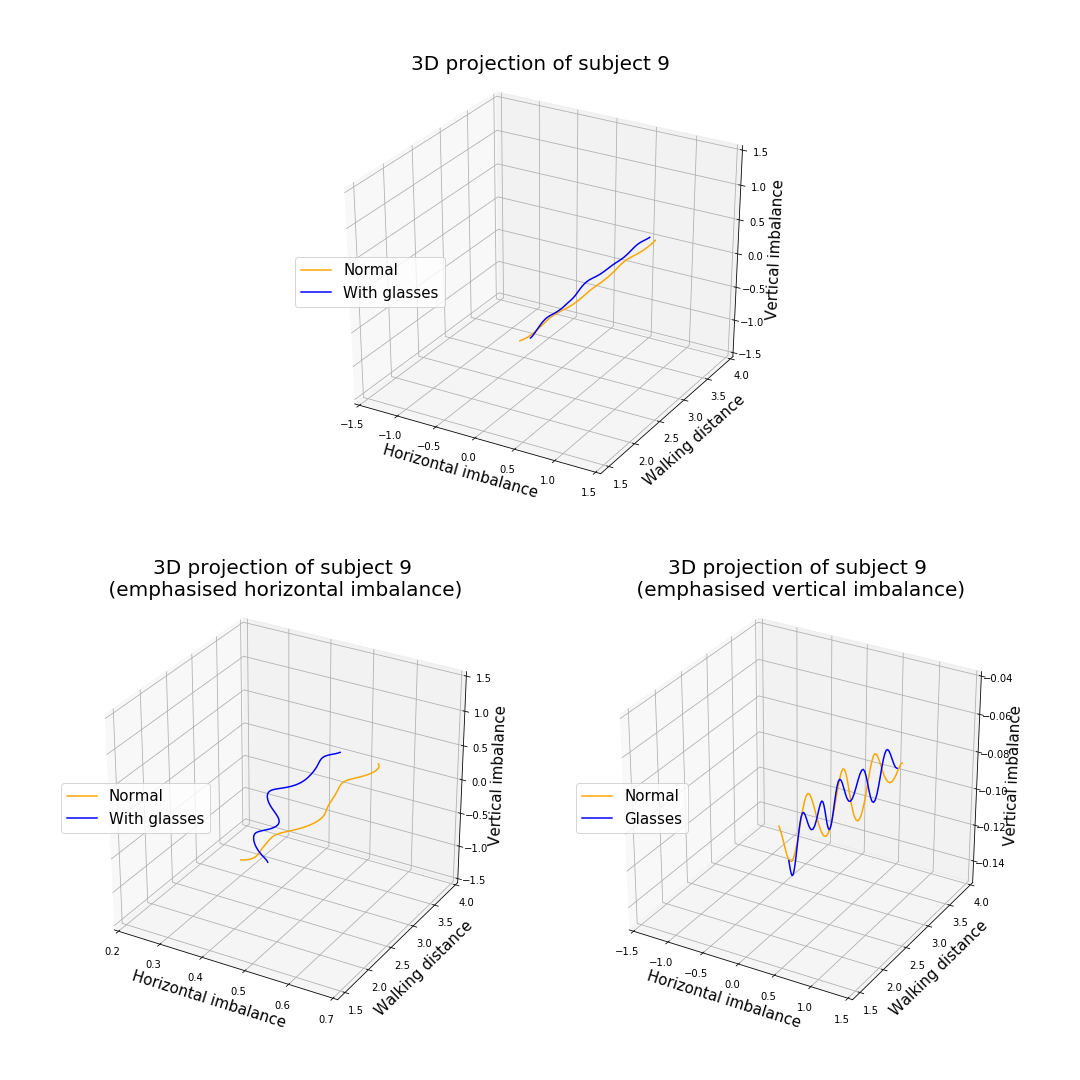 3D projection of subject 9
Normal
With glasses
1.5
1.0
0.5
0.0
−0.5
−1.0
−1.5
Vertical imbalance
4.0
3.5
3.0
2.5
2.0
1.5
Walking distance
−1.5
−1.0
−0.5
0.0
0.5
1.0
1.5
Horizontal imbalance
3D projection of subject 9
(emphasised horizontal imbalance)
Normal
With glasses
1.5
1.0
0.5
0.0
−0.5
−1.0
−1.5
Vertical imbalance
4.0
3.5
3.0
2.5
2.0
1.5
Walking distance
0.2
0.3
0.4
0.5
0.6
0.7
Horizontal imbalance
3D projection of subject 9
(emphasised vertical imbalance)
Normal
Glasses
−0.04
−0.06
−0.08
−0.10
−0.12
−0.14
Vertical imbalance
4.0
3.5
3.0
2.5
2.0
1.5
Walking distance
−1.5
−1.0
−0.5
0.0
0.5
1.0
1.5
Horizontal imbalance